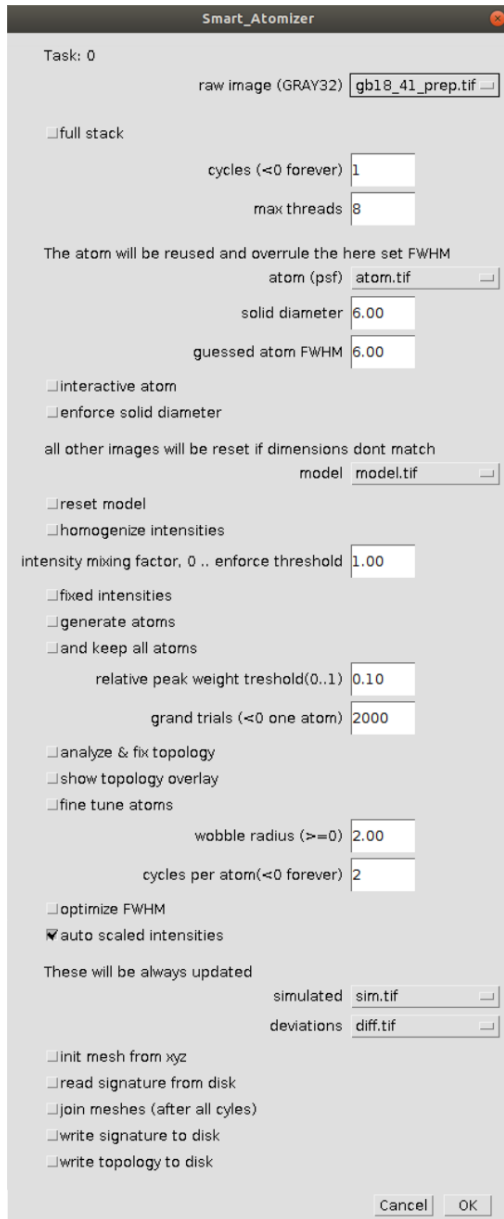 Smart_Atomizer
Task: 0
raw image (GRAY32) gb18_41_prep.tif
full stack
cycles (<0 forever) 1
max threads 8
The atom will be reused and overrule the here set FWHM
atom (psf) atom.tif
solid diameter 6.00
guessed atom FWHM 6.00
interactive atom
enforce solid diameter
all other images will be reset if dimensions dont match
model model.tif
reset model
homogenize intensities
intensity mixing factor, 0 .. enforce threshold 1.00
fixed intensities
generate atoms
and keep all atoms
relative peak weight treshold(0..1) 0.10
grand trials (<0 one atom) 2000
analyze & fix topology
show topology overlay
fine tune atoms
wobble radius (>=0) 2.00
cycles per atom(<0 forever) 2
optimize FWHM
auto scaled intensities
These will be always updated
simulated sim.tif
deviations diff.tif
init mesh from xyz
read signature from disk
join meshes (after all cyles)
write signature to disk
write topology to disk
Cancel OK